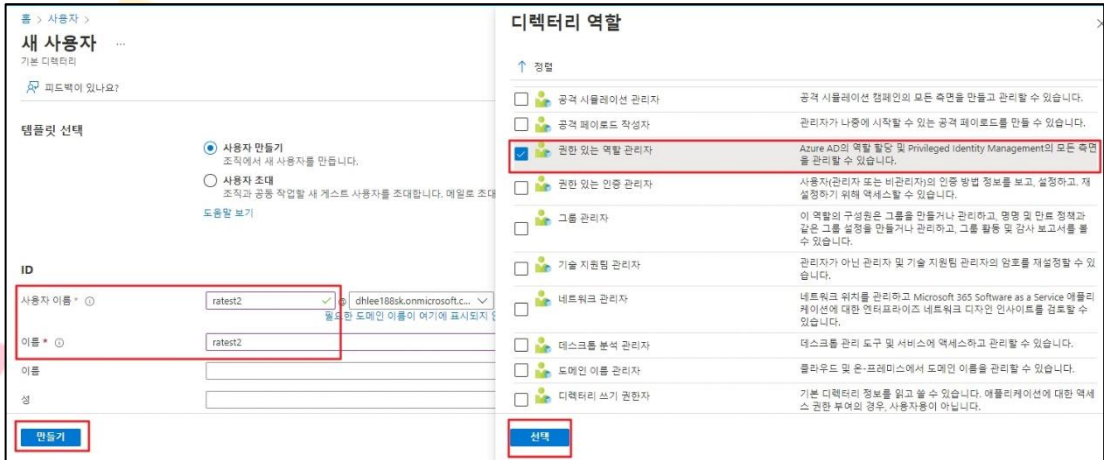 홈 > 사용자 >
새 사용자 ...
기본 디렉터리
피드백이 있나요?
템플릿 선택
사용자 만들기
조직에서 새 사용자를 만듭니다.
사용자 초대
조직과 공동 작업할 새 게스트 사용자를 초대합니다. 메일로 초대
도움말 보기
ID
사용자 이름 *
ratest2 @ dhlee188sk.onmicrosoft.c...
필요한 도메인 이름이 여기에 표시되지
이름 *
ratest2
이름
성
만들기
디렉터리 역할
정렬
공격 시뮬레이션 관리자
공격 시뮬레이션 캠페인의 모든 측면을 만들고 관리할 수 있습니다.
공격 페이로드 작성자
관리자가 나중에 시작할 수 있는 공격 페이로드를 만들 수 있습니다.
권한 있는 역할 관리자
Azure AD의 역할 할당 및 Privileged Identity Management의 모든 측면
을 관리할 수 있습니다.
권한 있는 인증 관리자
사용자(관리자 또는 비관리자)의 인증 방법 정보를 보고, 설정하고, 재
설정하기 위해 액세스할 수 있습니다.
그룹 관리자
이 역할의 구성원은 그룹을 만들거나 관리하고, 명명 및 만료 정책과
같은 그룹 설정을 만들거나 관리하고, 그룹 활동 및 감사 보고서를 볼
수 있습니다.
기술 지원팀 관리자
관리자가 아닌 관리자 및 기술 지원팀 관리자의 암호를 재설정할 수 있
습니다.
네트워크 관리자
네트워크 위치를 관리하고 Microsoft 365 Software as a Service 애플리
케이션에 대한 엔터프라이즈 네트워크 디자인 인사이트를 검토할 수
있습니다.
데스크톱 분석 관리자
데스크톱 관리 도구 및 서비스에 액세스하고 관리할 수 있습니다.
도메인 이름 관리자
클라우드 및 온-프레미스에서 도메인 이름을 관리할 수 있습니다.
디렉터리 쓰기 권한자
기본 디렉터리 정보를 읽고 쓸 수 있습니다. 애플리케이션에 대한 액세
스 권한 부여의 경우, 사용자용이 아닙니다.
선택